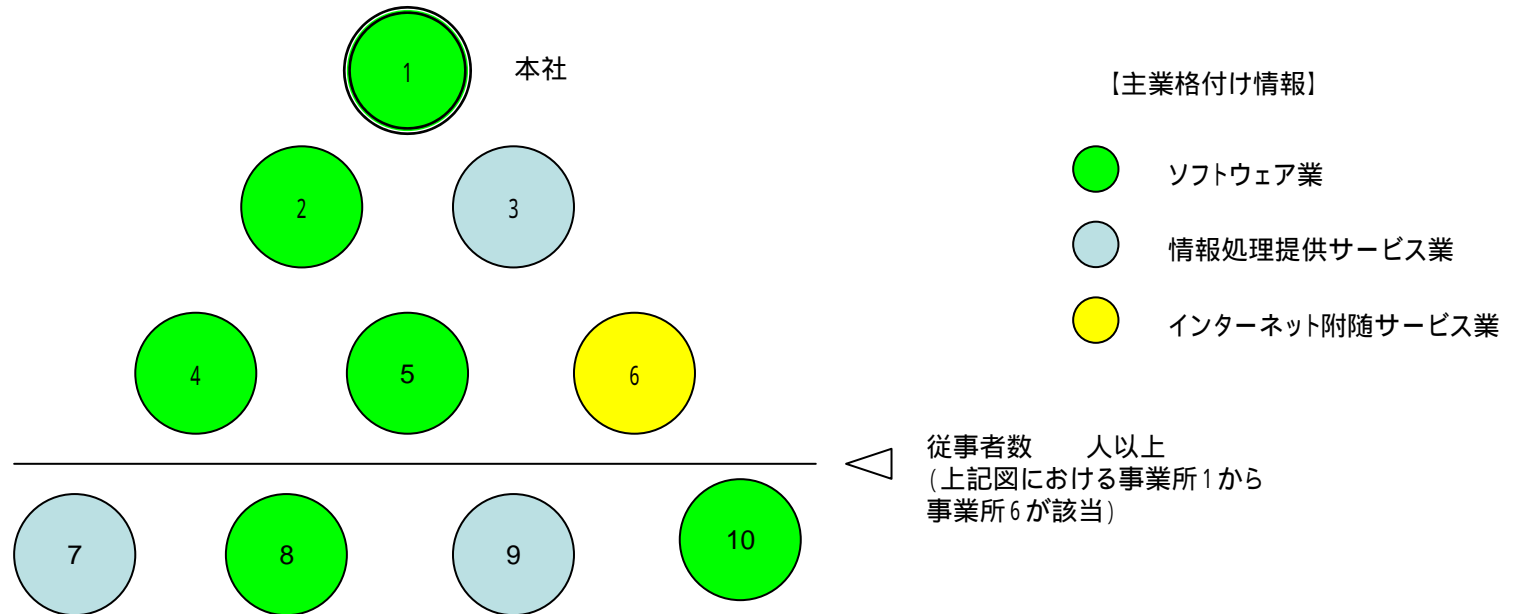 1
本社
2
3
4
5
6
7
8
9
10
【主業格付け情報】
ソフトウェア業
情報処理提供サービス業
インターネット附随サービス業
従事者数　　人以上
(上記図における事業所1から
事業所6が該当)